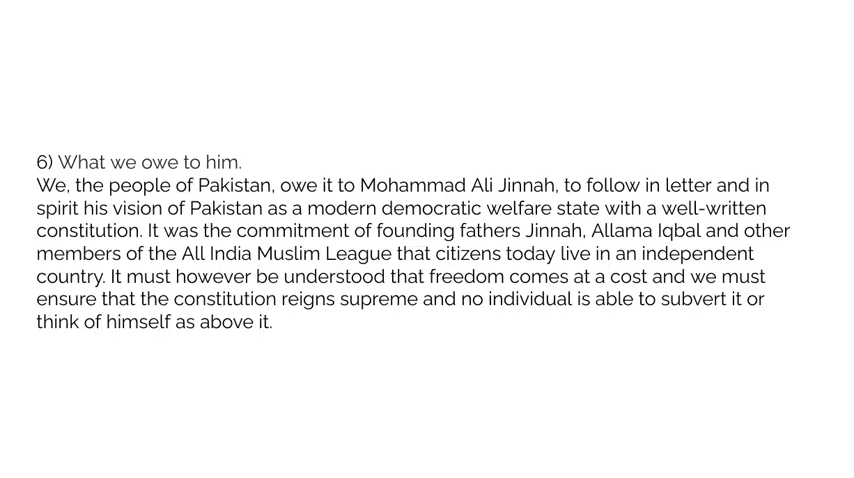 6) What we owe to him.
We, the people of Pakistan, owe it to Mohammad Ali Jinnah, to follow in letter and in
spirit his vision of Pakistan as a modern democratic welfare state with a well-written
constitution. It was the commitment of founding fathers Jinnah, Allama Iqbal and other
members of the All India Muslim League that citizens today live in an independent
country. It must however be understood that freedom comes at a cost and we must
ensure that the constitution reigns supreme and no individual is able to subvert it or
think of himself as above it.